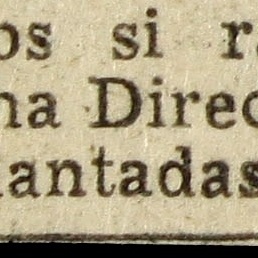 os si r
na Direc
antadas